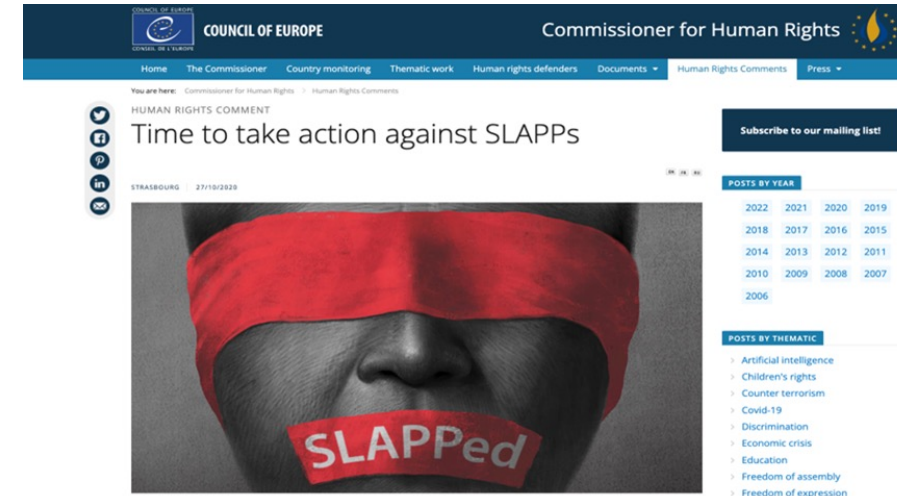 COUNCIL OF EUROPE
CONSEIL DE L'EUROPE
COUNCIL OF EUROPE
Commissioner for Human Rights
Home The Commissioner Country monitoring Thematic work Human rights defenders Documents Human Rights Comments Press
You are here: Commissioner for Human Rights > Human Rights Comments
HUMAN RIGHTS COMMENT
Time to take action against SLAPPs
STRASBOURG 27/10/2020
SLAPPed
Subscribe to our mailing list!
POSTS BY YEAR
2022 2021 2020 2019
2018 2017 2016 2015
2014 2013 2012 2011
2010 2009 2008 2007
2006
POSTS BY THEMATIC
> Artificial intelligence
> Children's rights
> Counter terrorism
> Covid-19
> Discrimination
> Economic crisis
> Education
> Freedom of assembly
> Freedom of expression